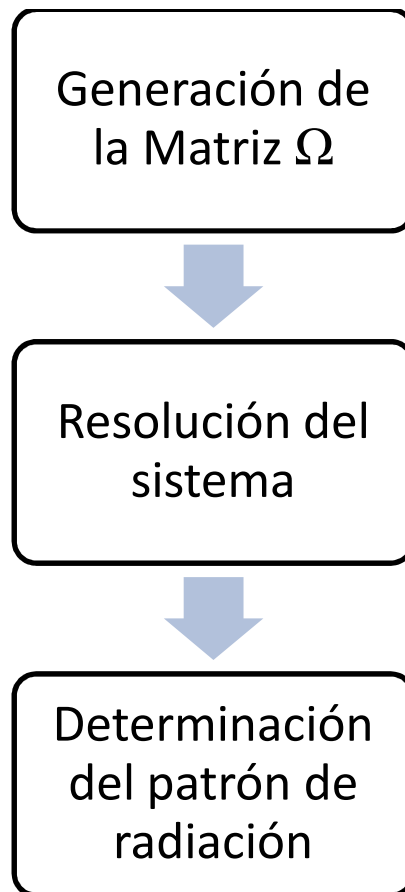 Generación de
la Matriz Ω
Resolución del
sistema
Determinación
del patrón de
radiación